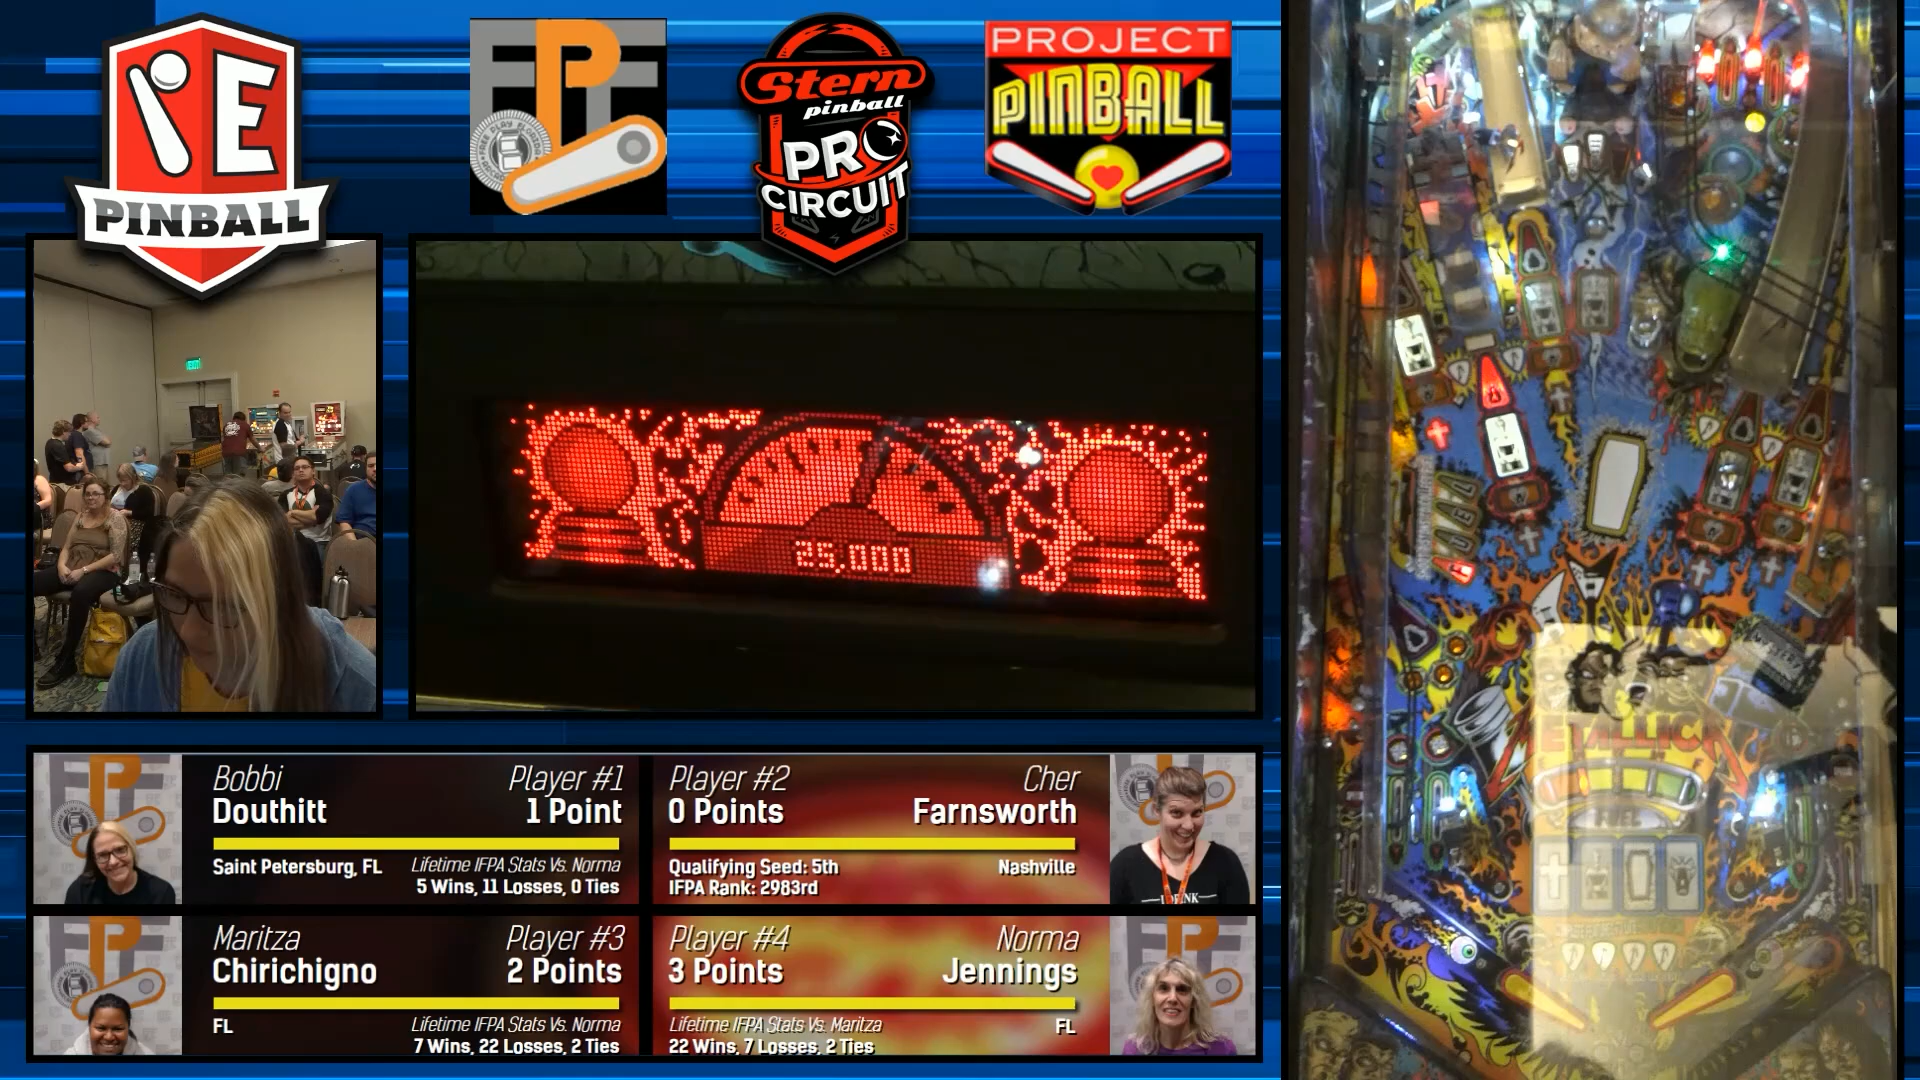 E
PINBALL
FPF
Stern
pinball
PRO
CIRCUIT
PROJECT
PINBALL
25,000
Bobbi
Player #1
Douthitt
1 Point
Saint Petersburg, FL
Lifetime IFPA Stats Vs. Norma
5 Wins, 11 Losses, 0 Ties
Player #2
Cher
0 Points
Farnsworth
Qualifying Seed: 5th
Nashville
IFPA Rank: 2983rd
Maritza
Player #3
Chirichigno
2 Points
FL
Lifetime IFPA Stats Vs. Norma
7 Wins, 22 Losses, 2 Ties
Player #4
Norma
3 Points
Jennings
Lifetime IFPA Stats Vs. Maritza
FL
22 Wins, 7 Losses, 2 Ties
METALLICA
FUEL